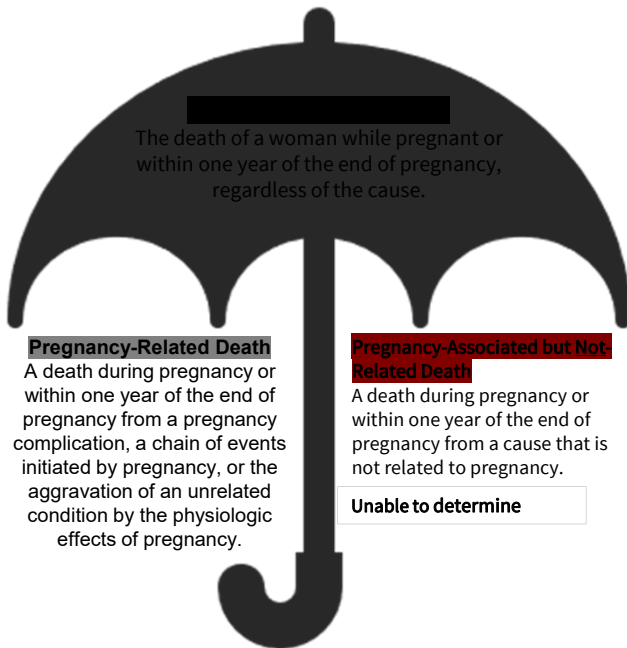 The death of a woman while pregnant or
within one year of the end of pregnancy,
regardless of the cause.
Pregnancy-Related Death
A death during pregnancy or
within one year of the end of
pregnancy from a pregnancy
complication, a chain of events
initiated by pregnancy, or the
aggravation of an unrelated
condition by the physiologic
effects of pregnancy.
Pregnancy-Associated but Not-
Related Death
A death during pregnancy or
within one year of the end of
pregnancy from a cause that is
not related to pregnancy.
Unable to determine